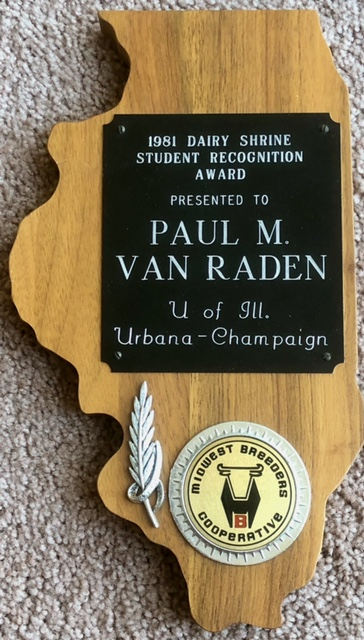 1981 DAIRY SHRINE
STUDENT RECOGNITION
AWARD
PRESENTED TO
PAUL M.
VAN RADEN
U of Ill.
Urbana-Champaign
MIDWEST BREEDERS
B
COOPERATIVE